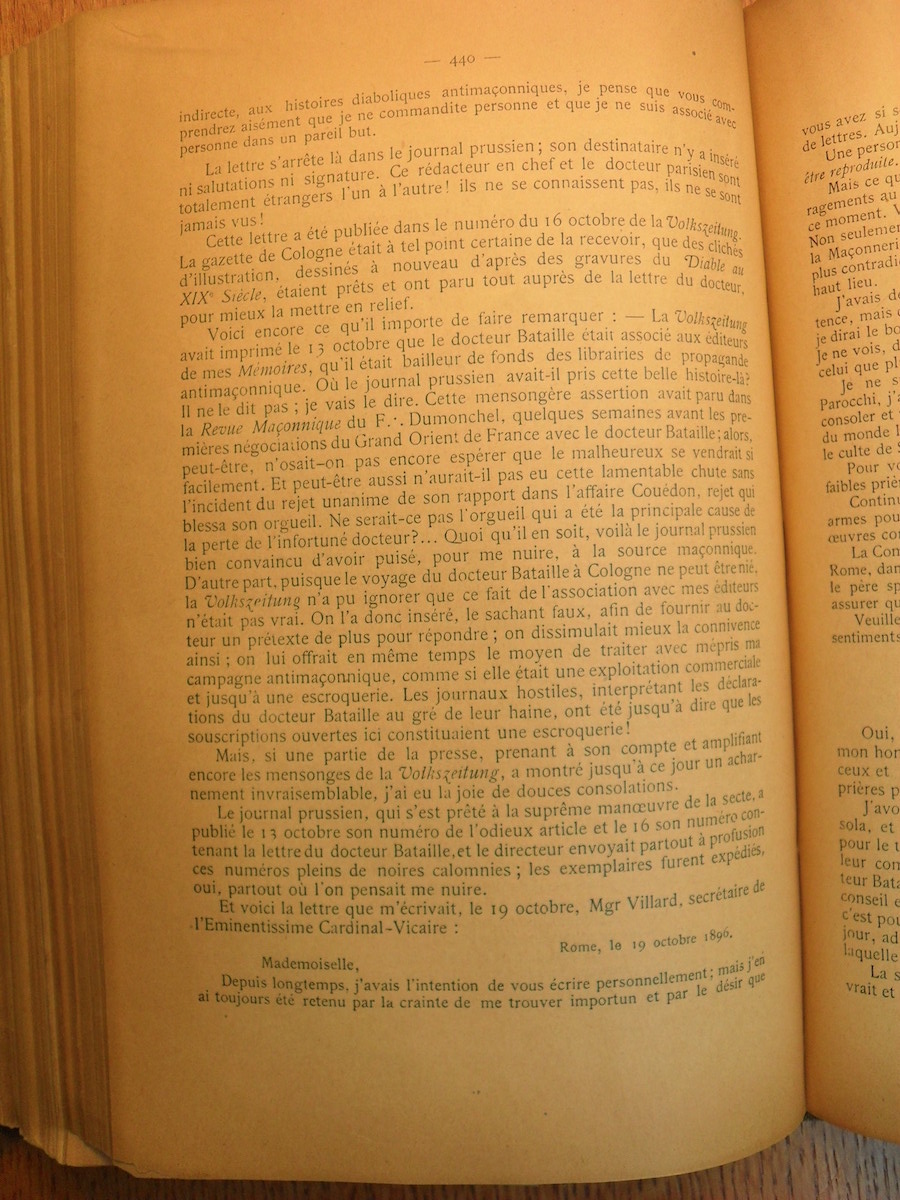 — 440 —
indirecte, aux histoires diaboliques antimaçonniques, je pense que vous com-
prendrez aisément que je ne commandite personne et que je ne suis associé avec
personne dans un pareil but.
La lettre s'arrête là dans le journal prussien ; son destinataire n'y a inséré
ni salutations ni signature. Ce rédacteur en chef et le docteur parisien sont
totalement étrangers l'un à l'autre ! ils ne se connaissent pas, ils ne se sont
jamais vus !
Cette lettre a été publiée dans le numéro du 16 octobre de la Volkszeitung.
La gazette de Cologne était à tel point certaine de la recevoir, que des clichés
d'illustration, dessinés à nouveau d'après des gravures du Diable au
XIXe Siècle, étaient prêts et ont paru tout auprès de la lettre du docteur,
pour mieux la mettre en relief.
Voici encore ce qu'il importe de faire remarquer : — La Volkszeitung
avait imprimé le 13 octobre que le docteur Bataille était associé aux éditeurs
de mes Mémoires, qu'il était bailleur de fonds des librairies de propagande
antimaçonnique. Où le journal prussien avait-il pris cette belle histoire-là?
Il ne le dit pas ; je vais le dire. Cette mensongère assertion avait paru dans
la Revue Maçonnique du F∴ Dumonchel, quelques semaines avant les pre-
mières négociations du Grand Orient de France avec le docteur Bataille; alors,
peut-être, n'osait-on pas encore espérer que le malheureux se vendrait si
facilement. Et peut-être aussi n'aurait-il pas eu cette lamentable chute sans
l'incident du rejet unanime de son rapport dans l'affaire Couédon, rejet qui
blessa son orgueil. Ne serait-ce pas l'orgueil qui a été la principale cause de
la perte de l'infortuné docteur?... Quoi qu'il en soit, voilà le journal prussien
bien convaincu d'avoir puisé, pour me nuire, à la source maçonnique.
D'autre part, puisque le voyage du docteur Bataille à Cologne ne peut être nié,
la Volkszeitung n'a pu ignorer que ce fait de l'association avec mes éditeurs
n'était pas vrai. On l'a donc inséré, le sachant faux, afin de fournir au doc-
teur un prétexte de plus pour répondre ; on dissimulait mieux la connivence
ainsi ; on lui offrait en même temps le moyen de traiter avec mépris ma
campagne antimaçonnique, comme si elle était une exploitation commerciale
et jusqu'à une escroquerie. Les journaux hostiles, interprétant les déclara-
tions du docteur Bataille au gré de leur haine, ont été jusqu'à dire que les
souscriptions ouvertes ici constituaient une escroquerie!
Mais, si une partie de la presse, prenant à son compte et amplifiant
encore les mensonges de la Volkszeitung, a montré jusqu'à ce jour un achar-
nement invraisemblable, j'ai eu la joie de douces consolations.
Le journal prussien, qui s'est prêté à la suprême manœuvre de la secte, a
publié le 13 octobre son numéro de l'odieux article et le 16 son numéro con-
tenant la lettre du docteur Bataille, et le directeur envoyait partout à profusion
ces numéros pleins de noires calomnies ; les exemplaires furent expédiés,
oui, partout où l'on pensait me nuire.
Et voici la lettre que m'écrivait, le 19 octobre, Mgr Villard, secrétaire de
l'Eminentissime Cardinal-Vicaire :
Rome, le 19 octobre 1896.
Mademoiselle,
Depuis longtemps, j'avais l'intention de vous écrire personnellement; mais j'en
ai toujours été retenu par la crainte de me trouver importun et par le désir que
vous avez si
de lettres. Auj
Une person
être reproduite.
Mais ce qu
ragements au
ce moment. V
Non seulemen
la Maçonneri
plus contradi
haut lieu.
J'avais de
tence, mais
je dirai le bo
je ne vois, d
celui que pl
Je ne s
Parocchi, j'a
consoler et
du monde l
le culte de
Pour vo
faibles priè
Continu
armes pou
œuvres co
La Con
Rome, dan
le père sp
assurer qu
Veuille
sentiments
Oui,
mon hon
ceux et
prières p
J'avo
sola, et
pour le t
leur con
teur Bata
conseil e
c'est pou
jour, ad
laquelle
La s
vrait et